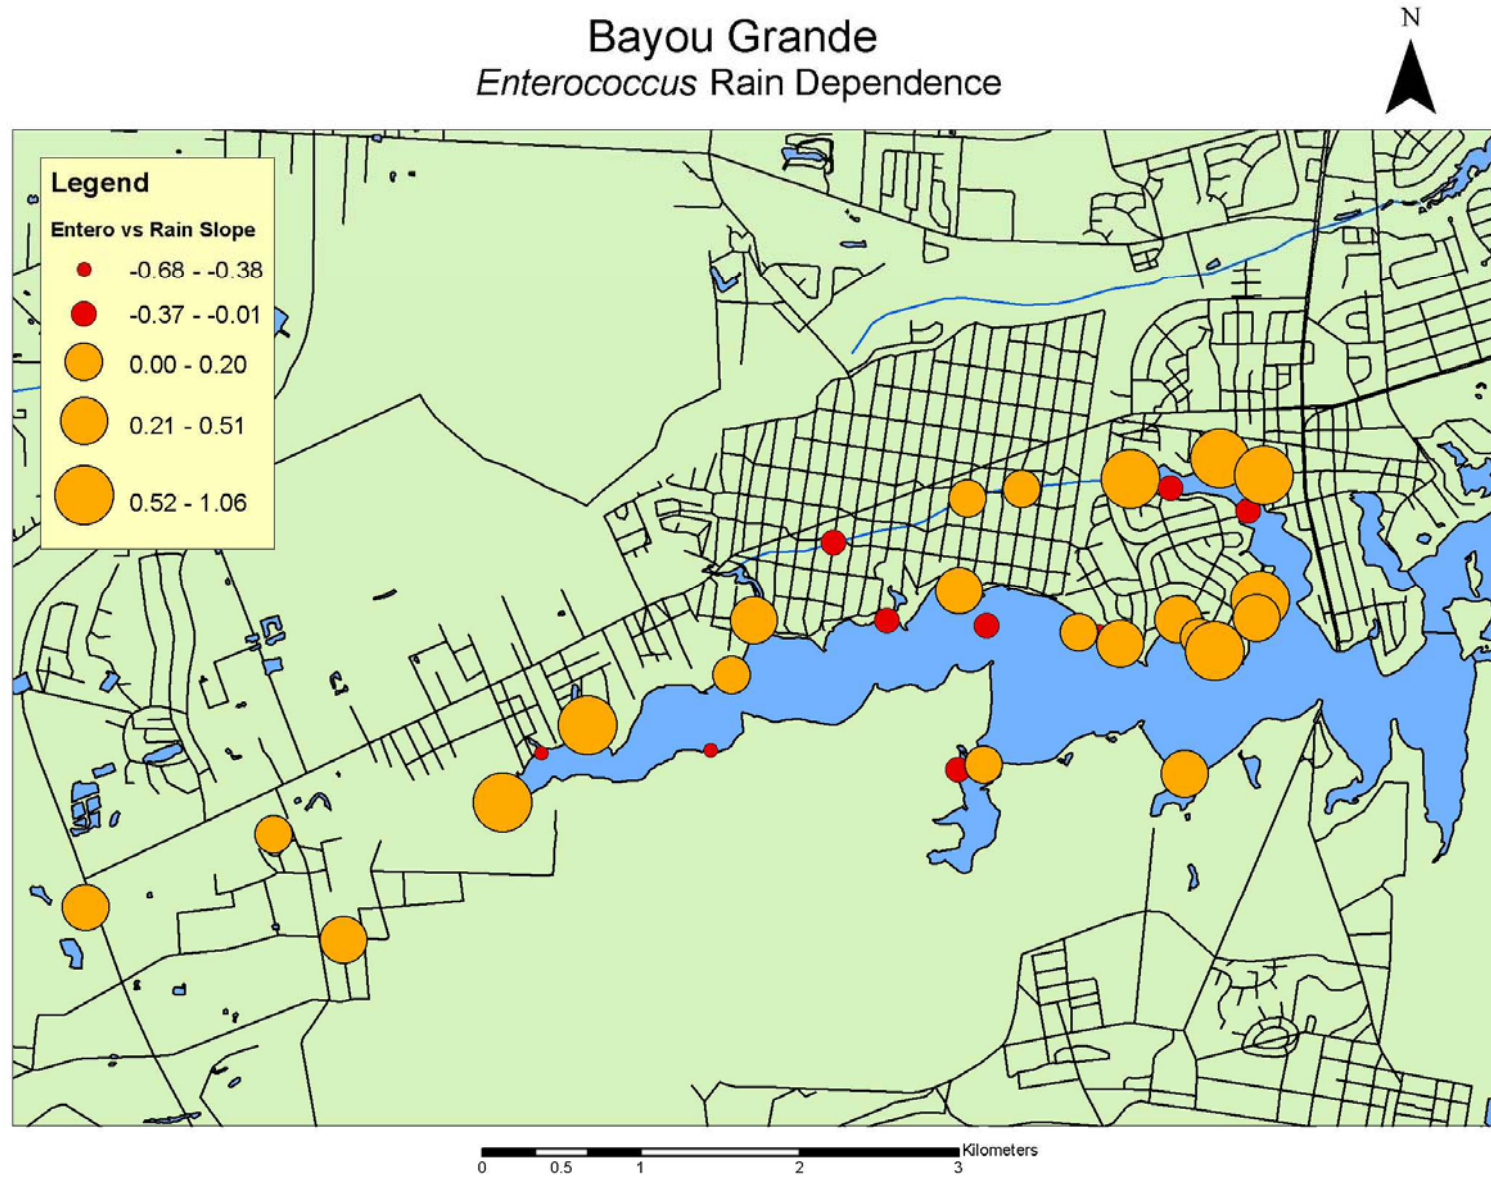 Bayou Grande
Enterococcus Rain Dependence
N
Legend
Entero vs Rain Slope
-0.68 - -0.38
-0.37 - -0.01
0.00 - 0.20
0.21 - 0.51
0.52 - 1.06
Kilometers
0 0.5 1 2 3